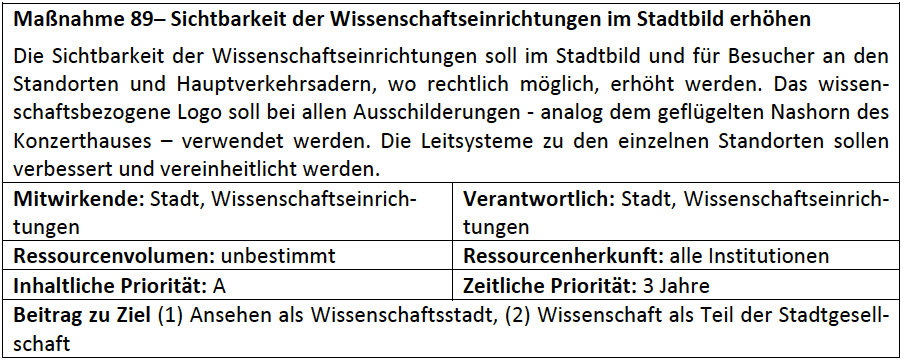 Maßnahme 89– Sichtbarkeit der Wissenschaftseinrichtungen im Stadtbild erhöhen
Die Sichtbarkeit der Wissenschaftseinrichtungen soll im Stadtbild und für Besucher an den
Standorten und Hauptverkehrsadern, wo rechtlich möglich, erhöht werden. Das wissen-
schaftsbezogene Logo soll bei allen Ausschilderungen - analog dem geflügelten Nashorn des
Konzerthauses – verwendet werden. Die Leitsysteme zu den einzelnen Standorten sollen
verbessert und vereinheitlicht werden.
Mitwirkende: Stadt, Wissenschaftseinrich-
tungen
Verantwortlich: Stadt, Wissenschaftseinrich-
tungen
Ressourcenvolumen: unbestimmt
Ressourcenherkunft: alle Institutionen
Inhaltliche Priorität: A
Zeitliche Priorität: 3 Jahre
Beitrag zu Ziel (1) Ansehen als Wissenschaftsstadt, (2) Wissenschaft als Teil der Stadtgesell-
schaft